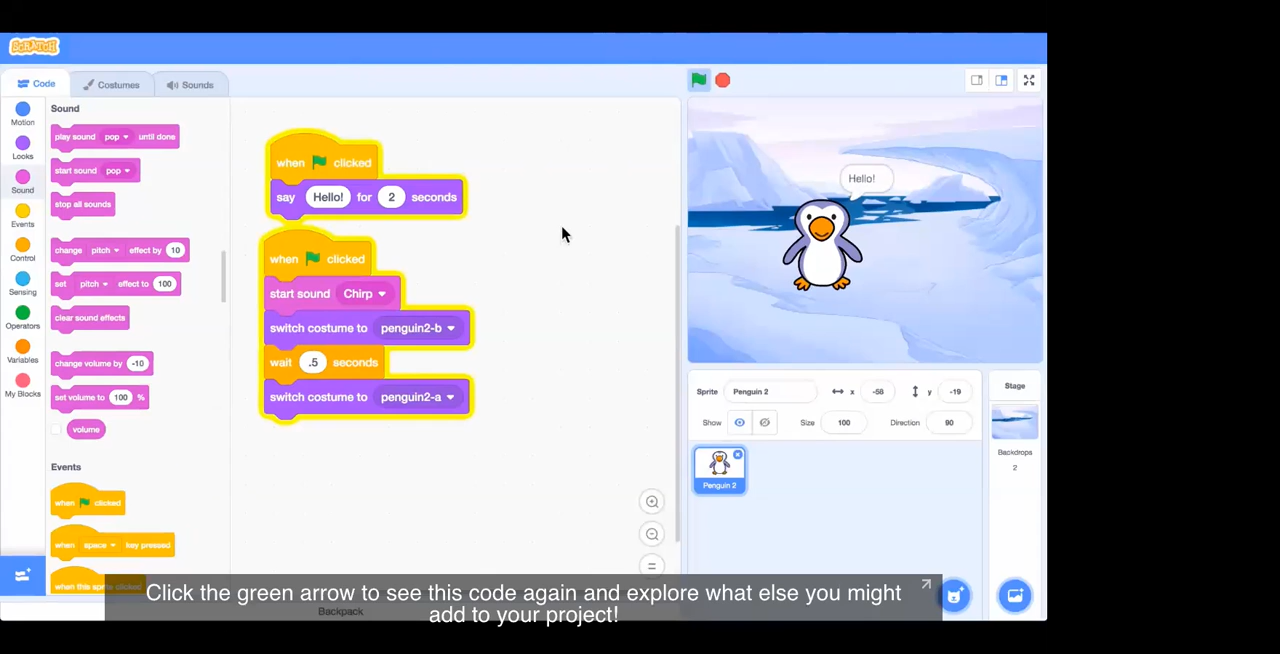 SCRATCH
Code
Costumes
Sounds
Motion
Looks
Sound
Events
Control
Sensing
Operators
Variables
My Blocks
Sound
play sound pop until done
start sound pop
stop all sounds
change pitch effect by 10
set pitch effect to 100
clear sound effects
change volume by -10
set volume to 100 %
volume
Events
when clicked
when space key pressed
when this sprite clicked
when clicked
say Hello! for 2 seconds
when clicked
start sound Chirp
switch costume to penguin2-b
wait .5 seconds
switch costume to penguin2-a
Hello!
Sprite Penguin 2 x -58 y -19
Show Size 100 Direction 90
Penguin 2
Stage
Backdrops
2
Backpack
Click the green arrow to see this code again and explore what else you might
add to your project!